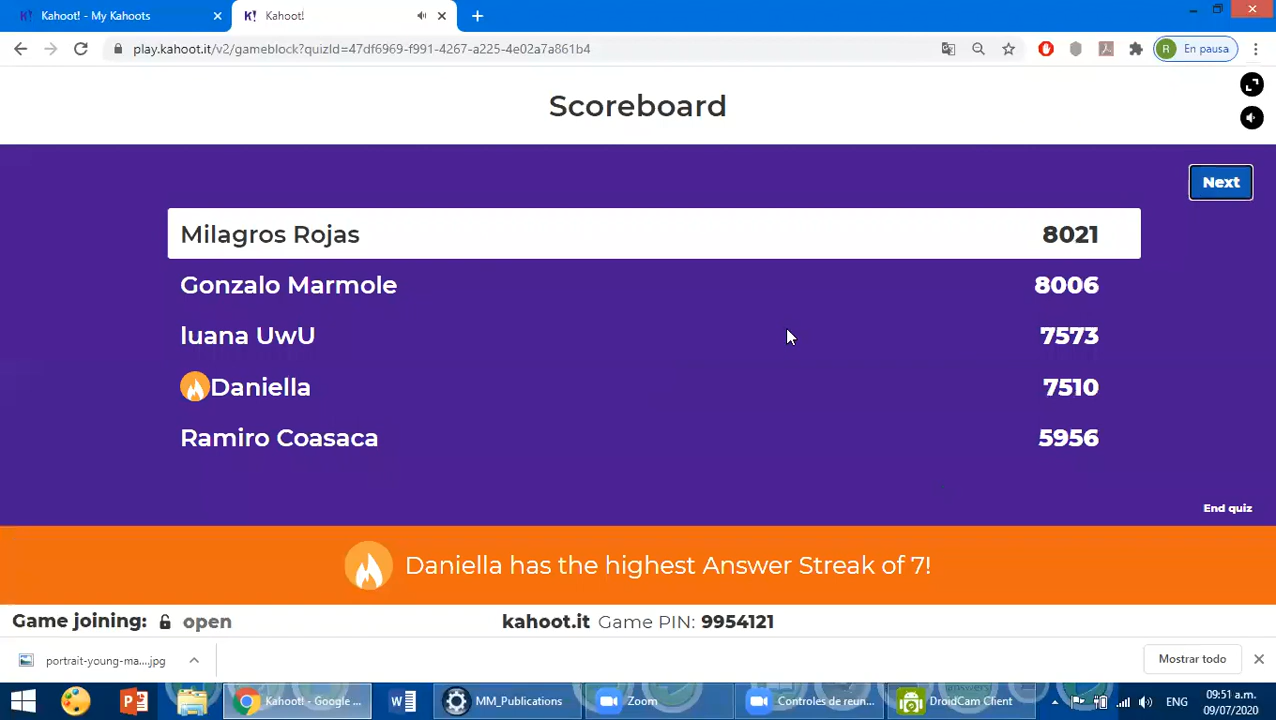 Kahoot! - My Kahoots
Kahoot!
play.kahoot.it/v2/gameblock?quizId=47df6969-f991-4267-a225-4e02a7a861b4
R En pausa
Scoreboard
Next
Milagros Rojas 8021
Gonzalo Marmole 8006
luana UwU 7573
Daniella 7510
Ramiro Coasaca 5956
End quiz
Daniella has the highest Answer Streak of 7!
Game joining: open kahoot.it Game PIN: 9954121
portrait-young-ma....jpg
Mostrar todo
Kahoot! - Google ...
MM_Publications
Zoom
Controles de reun...
DroidCam Client
ENG
09:51 a.m.
09/07/2020